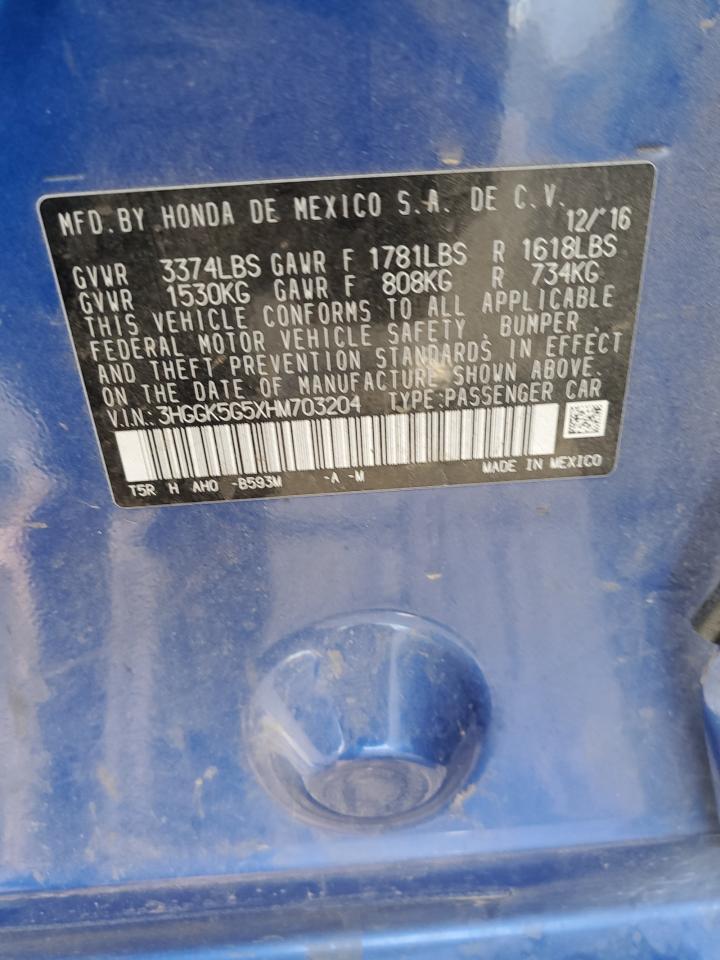 MFD.BY HONDA DE MEXICO S.A. DE C.V.
12/'16
GVWR 3374LBS GAWR F 1781LBS R 1618LBS
GVWR 1530KG GAWR F 808KG R 734KG
THIS VEHICLE CONFORMS TO ALL APPLICABLE
FEDERAL MOTOR VEHICLE SAFETY, BUMPER,
AND THEFT PREVENTION STANDARDS IN EFFECT
ON THE DATE OF MANUFACTURE SHOWN ABOVE.
V.I.N.: 3HGGK5G5XHM703204 TYPE:PASSENGER CAR
T5R H AH0 -B593M -A -M MADE IN MEXICO